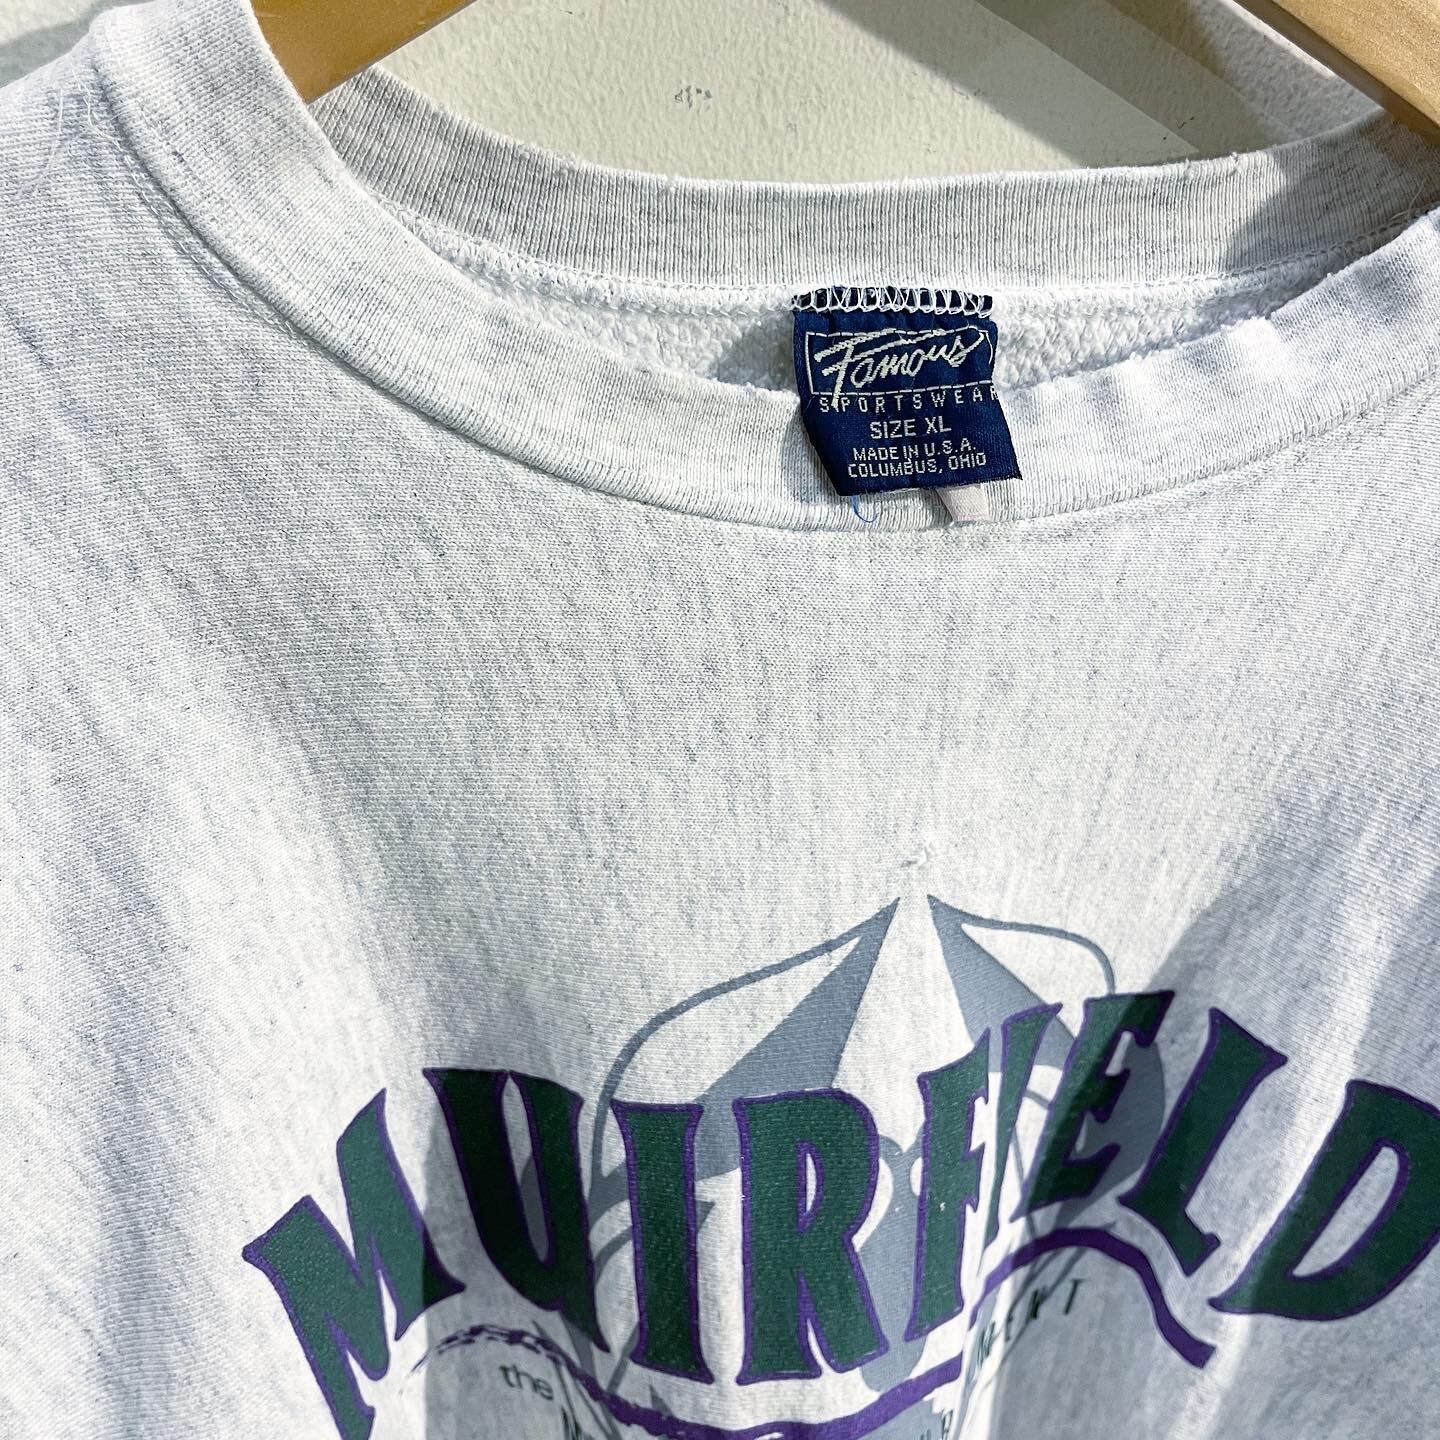 Famous
SPORTSWEAR
SIZE XL
MADE IN U.S.A.
COLUMBUS, OHIO
MUIRFIELD
the